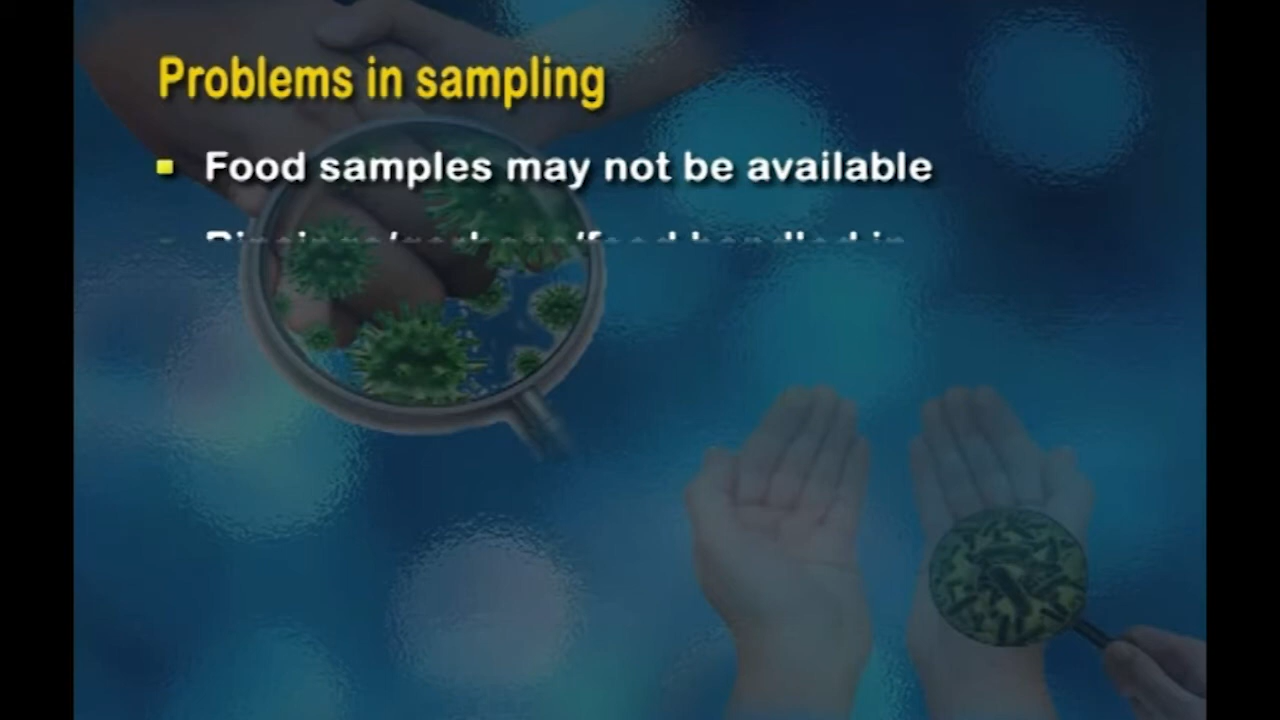 Problems in sampling
▪ Food samples may not be available